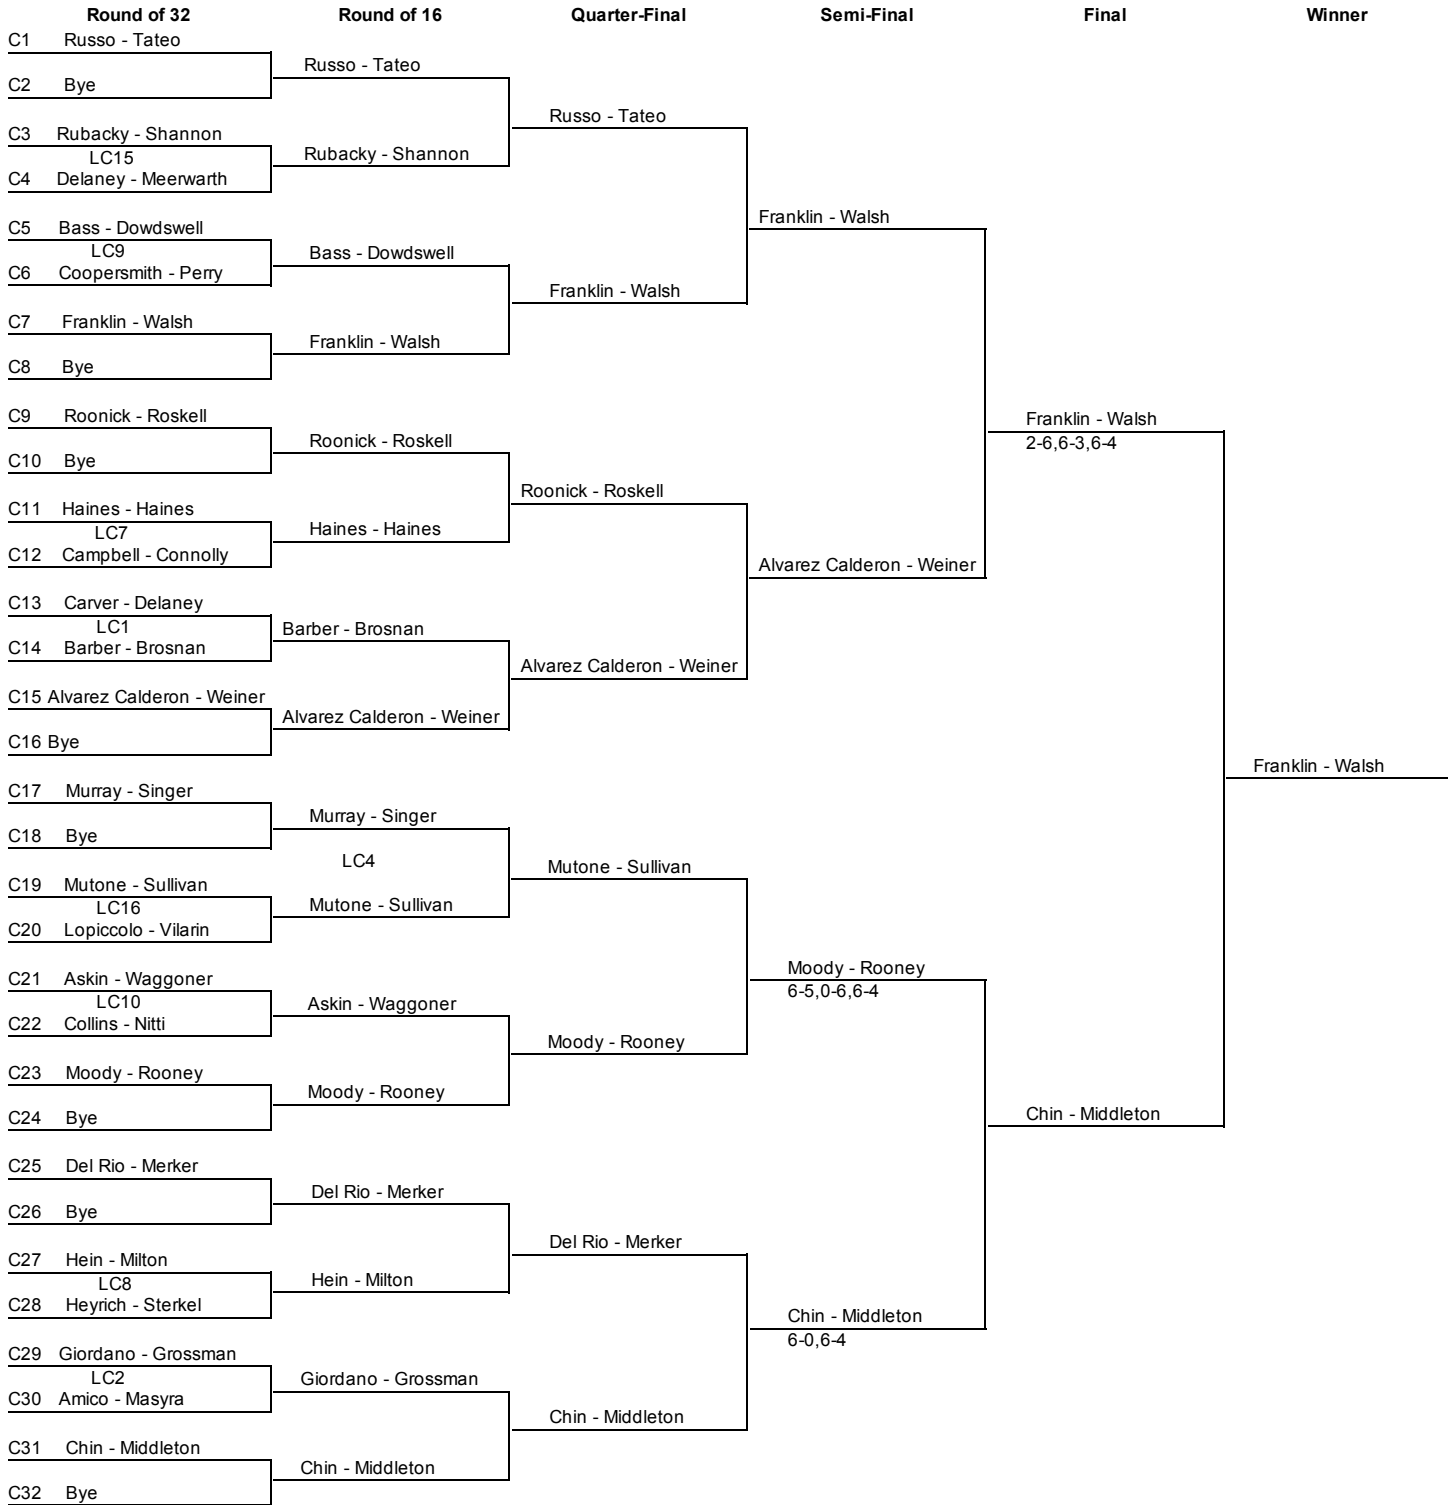 Round of 32 Round of 16 Quarter-Final Semi-Final Final Winner
C1 Russo - Tateo
Russo - Tateo
C2 Bye
Russo - Tateo
C3 Rubacky - Shannon
LC15
Rubacky - Shannon
C4 Delaney - Meerwarth
Franklin - Walsh
C5 Bass - Dowdswell
LC9
Bass - Dowdswell
C6 Coopersmith - Perry
Franklin - Walsh
C7 Franklin - Walsh
Franklin - Walsh
C8 Bye
C9 Roonick - Roskell
Franklin - Walsh
2-6,6-3,6-4
Roonick - Roskell
C10 Bye
Roonick - Roskell
C11 Haines - Haines
LC7
Haines - Haines
C12 Campbell - Connolly
Alvarez Calderon - Weiner
C13 Carver - Delaney
LC1
Barber - Brosnan
C14 Barber - Brosnan
Alvarez Calderon - Weiner
C15 Alvarez Calderon - Weiner
Alvarez Calderon - Weiner
C16 Bye
Franklin - Walsh
C17 Murray - Singer
Murray - Singer
C18 Bye
LC4
Mutone - Sullivan
C19 Mutone - Sullivan
LC16
Mutone - Sullivan
C20 Lopiccolo - Vilarin
Moody - Rooney
6-5,0-6,6-4
C21 Askin - Waggoner
LC10
Askin - Waggoner
C22 Collins - Nitti
Moody - Rooney
C23 Moody - Rooney
Moody - Rooney
C24 Bye
Chin - Middleton
C25 Del Rio - Merker
Del Rio - Merker
C26 Bye
Del Rio - Merker
C27 Hein - Milton
LC8
Hein - Milton
C28 Heyrich - Sterkel
Chin - Middleton
6-0,6-4
C29 Giordano - Grossman
LC2
Giordano - Grossman
C30 Amico - Masyra
Chin - Middleton
C31 Chin - Middleton
Chin - Middleton
C32 Bye